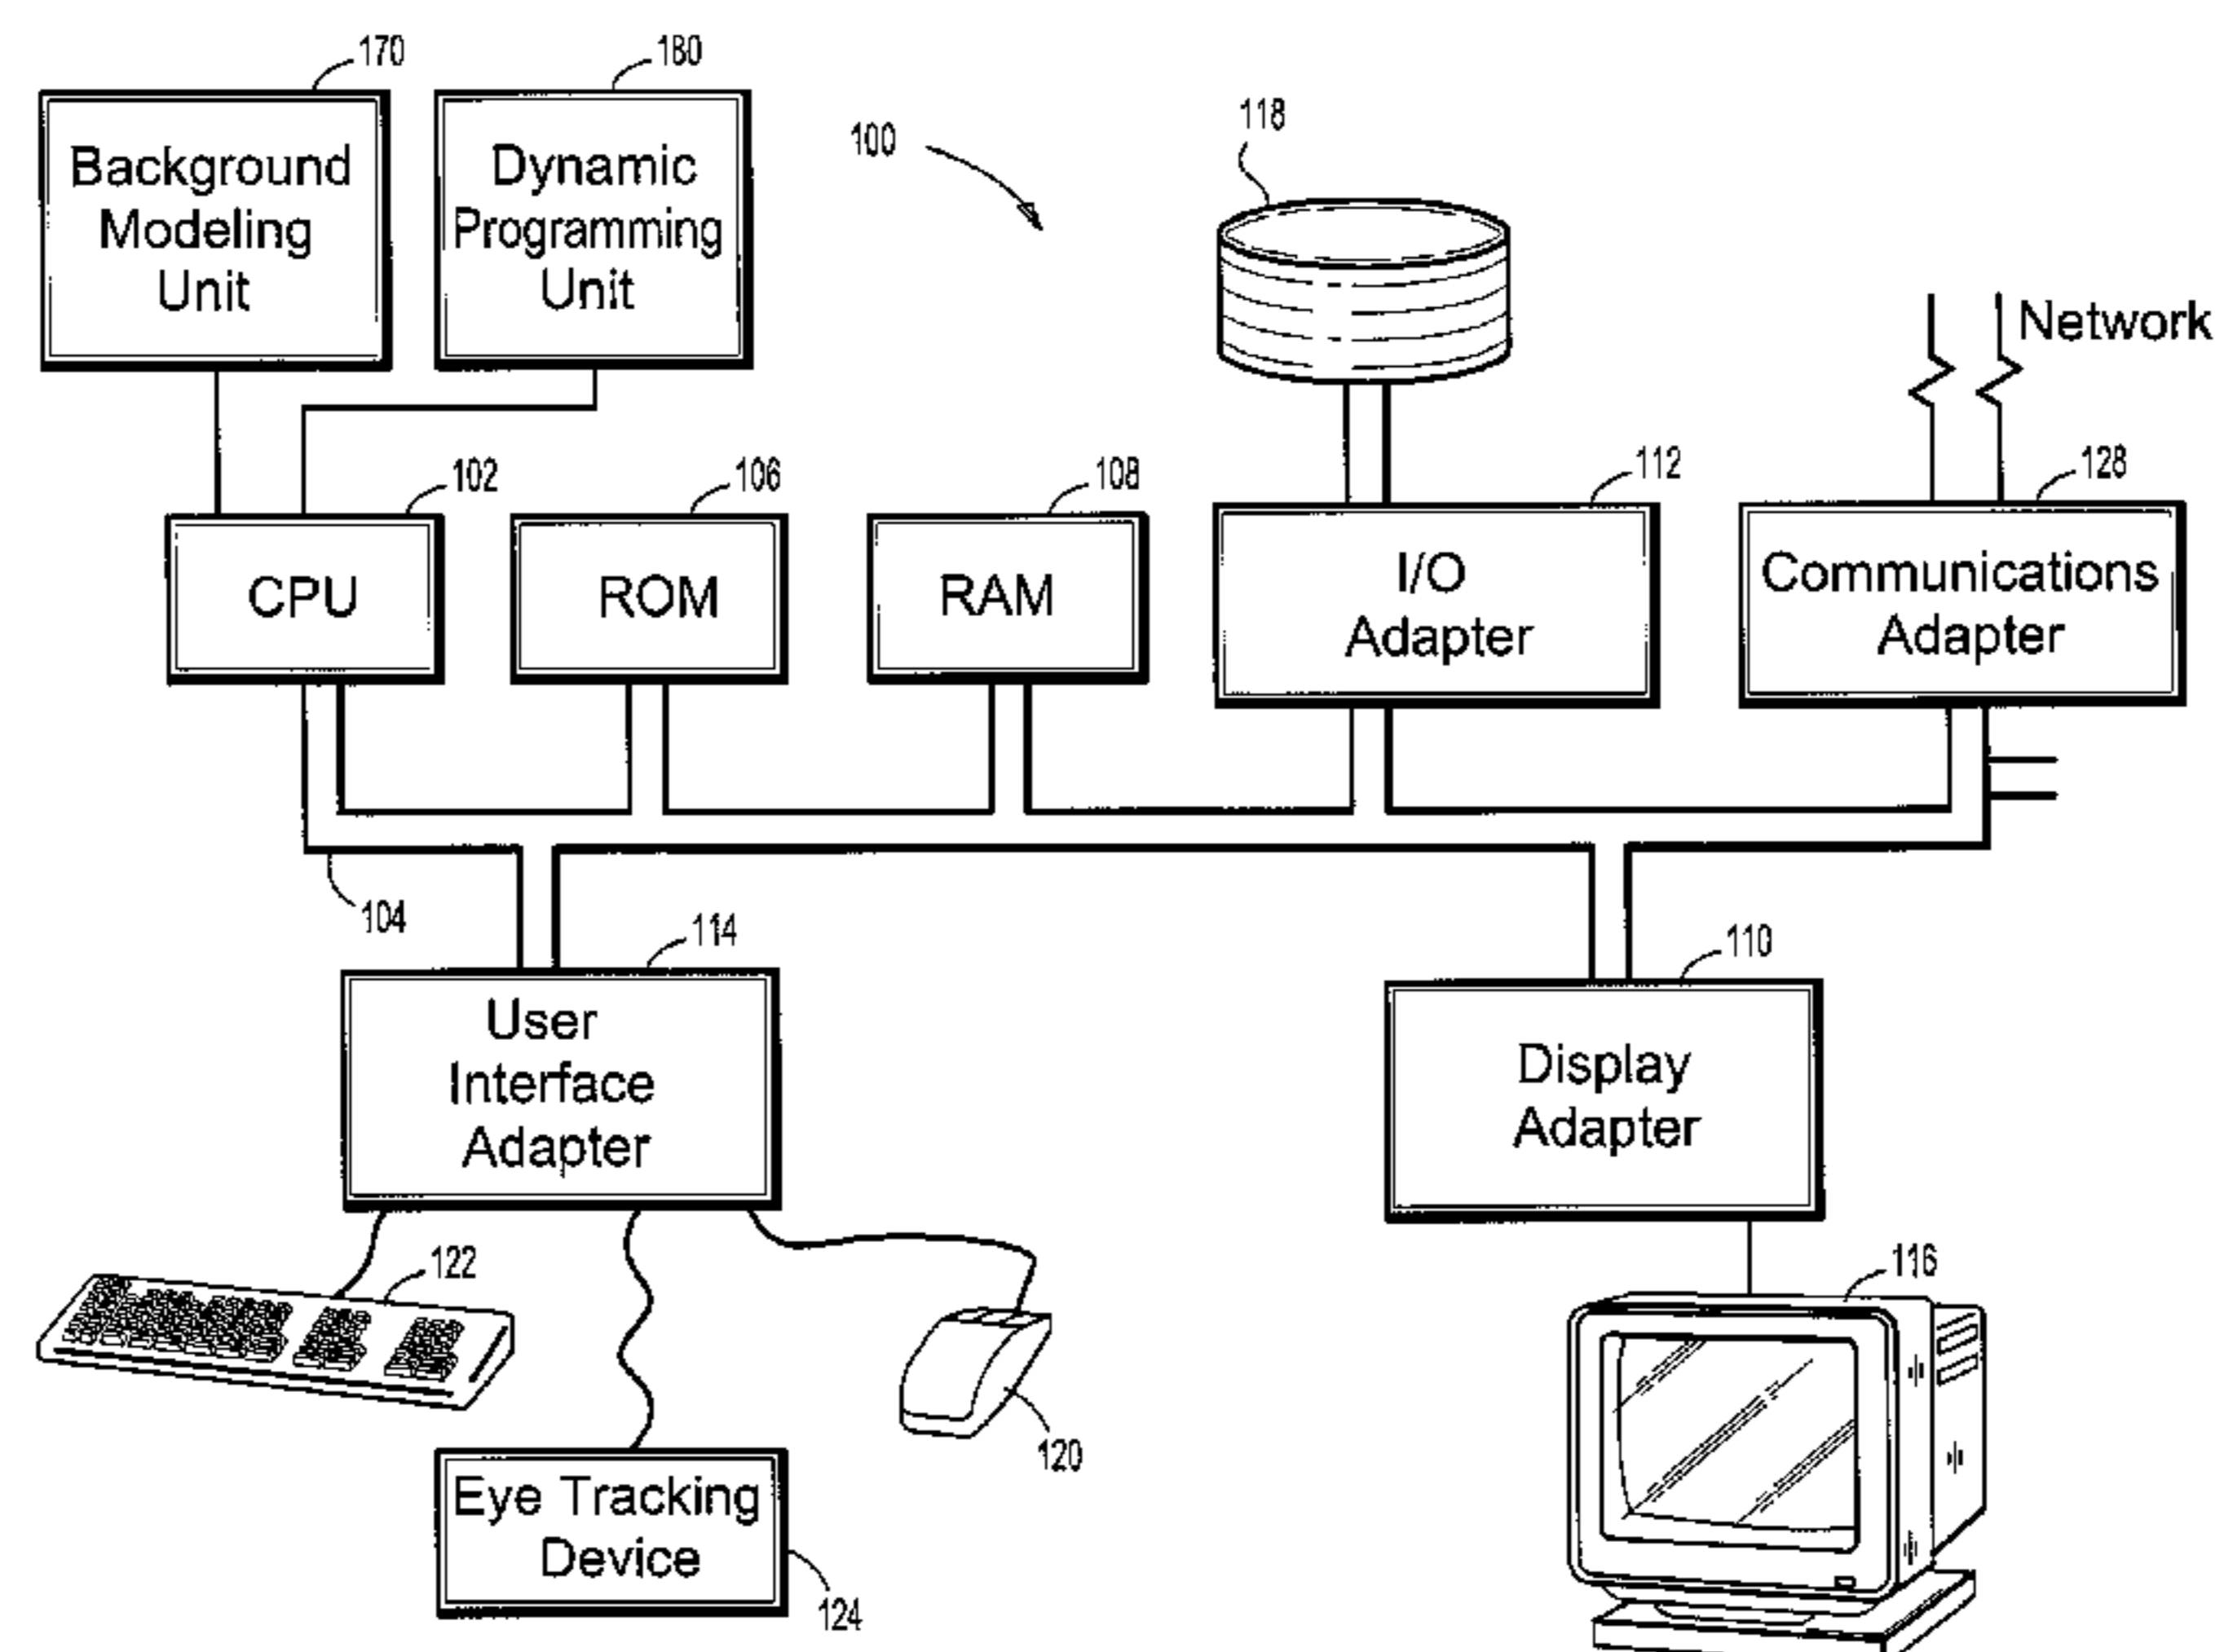 170
180
100
118
Background
Modeling
Unit
Dynamic
Programming
Unit
Network
102
106
108
112
128
CPU
ROM
RAM
I/O
Adapter
Communications
Adapter
104
114
110
User
Interface
Adapter
Display
Adapter
122
116
120
Eye Tracking
Device
124